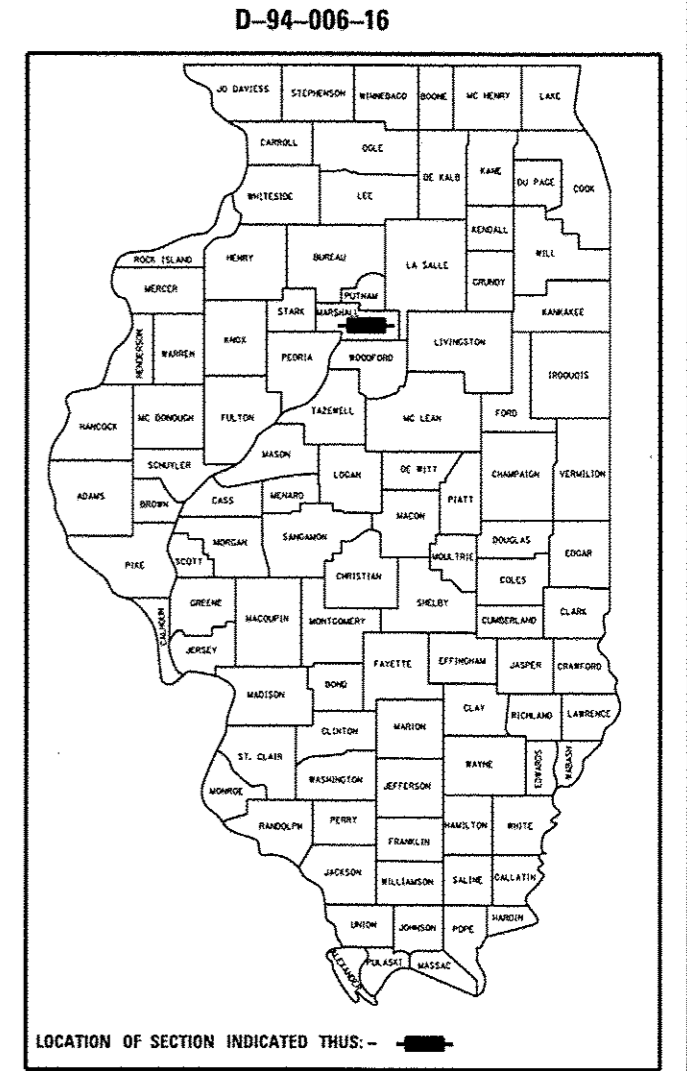 D-94-006-16
JO DAVIESS STEPHENSON WINNEBAGO BOONE MC HENRY LAKE
CARROLL OGLE
DE KALB KANE DU PAGE COOK
WHITESIDE LEE
KENDALL
ROCK ISLAND HENRY BUREAU LA SALLE WILL
MERCER PUTNAM GRUNDY
STARK MARSHALL KANKAKEE
HENDERSON WARREN KNOX PEORIA WOODFORD LIVINGSTON
IROQUOIS
HANCOCK MC DONOUGH FULTON TAZEWELL MC LEAN FORD
SCHUYLER MASON DE WITT
ADAMS BROWN CASS MENARD LOGAN PIATT CHAMPAIGN VERMILION
MACON
PIKE SCOTT MORGAN SANGAMON MOULTRIE DOUGLAS EDGAR
CHRISTIAN COLES
CALHOUN GREENE MACOUPIN MONTGOMERY SHELBY CLARK
CUMBERLAND
JERSEY FAYETTE EFFINGHAM JASPER CRAWFORD
MADISON BOND
CLAY RICHLAND LAWRENCE
CLINTON MARION
ST. CLAIR WAYNE EDWARDS WABASH
WASHINGTON JEFFERSON
MONROE
RANDOLPH PERRY HAMILTON WHITE
FRANKLIN
JACKSON WILLIAMSON SALINE GALLATIN
UNION JOHNSON POPE HARDIN
ALEXANDER PULASKI MASSAC
LOCATION OF SECTION INDICATED THUS: -